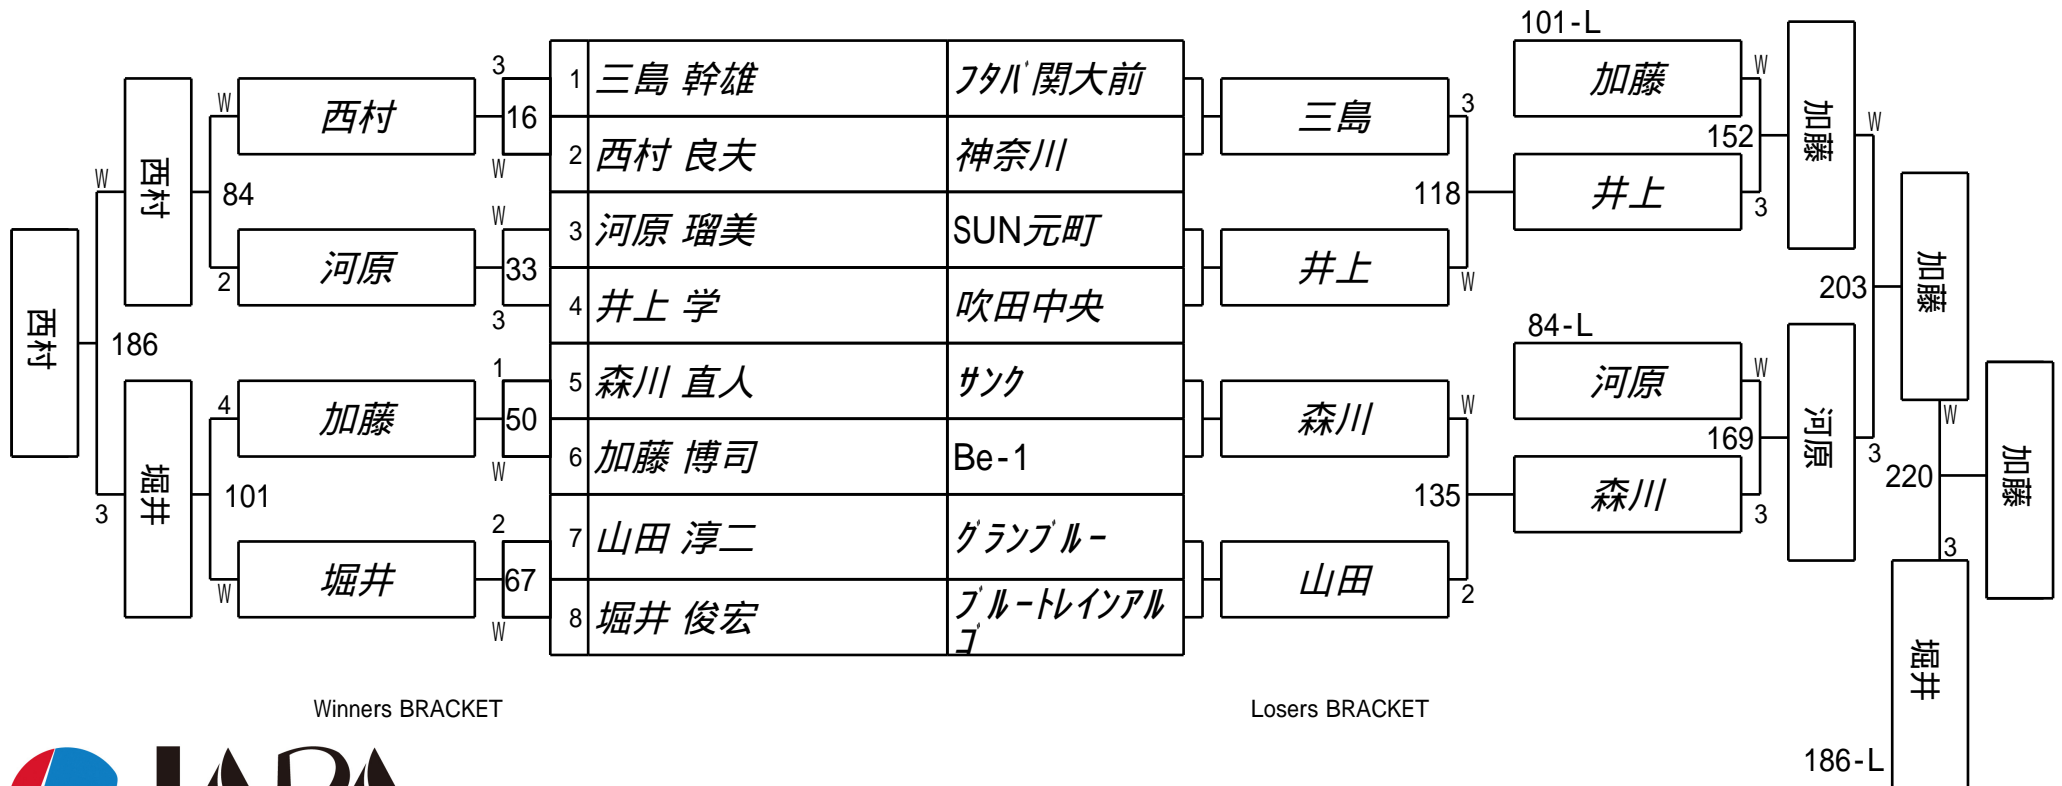 3
1 三島 幹雄 フタバ関大前
W 西村 16 三島 3
W 2 西村 良夫 神奈川
西村 W 84 118
W 3 河原 瑠美 SUN元町
2 河原 33 井上 W
3 4 井上 学 吹田中央
西村 186
1 5 森川 直人 サンク
4 加藤 50 森川 W
W 6 加藤 博司 Be-1
堀井 3 101 135
2 7 山田 淳二 グランブルー
W 堀井 67 山田 2
W 8 堀井 俊宏 ブルートレインアル
ゴ
101-L
加藤 W
152 加藤 W
井上 3
203 加藤 W
84-L
河原 W
169 河原 3
森川 3
220 加藤
3
堀井
186-L
Winners BRACKET
Losers BRACKET
JAPA